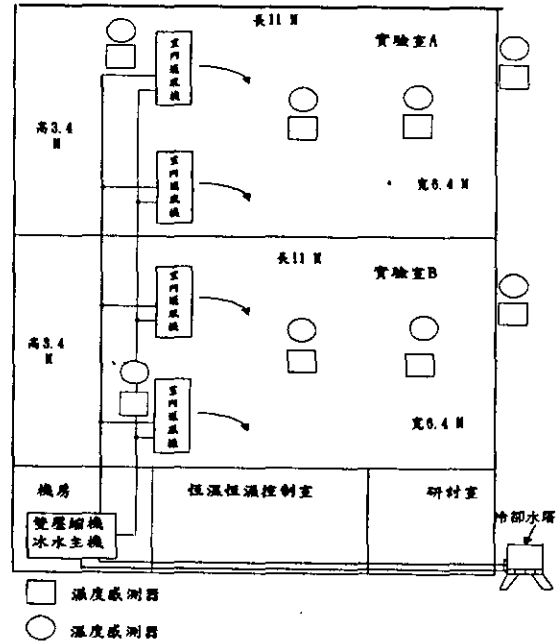 長11 M
實驗室A
室內送風機
高3.4
M
室內送風機
寬6.4 M
長11 M
實驗室B
室內送風機
高3.4
M
室內送風機
寬6.4 M
機房
恒溫恒溫控制室
研討室
雙壓縮機
冰水主機
冷卻水塔
溫度感測器
溫度感測器